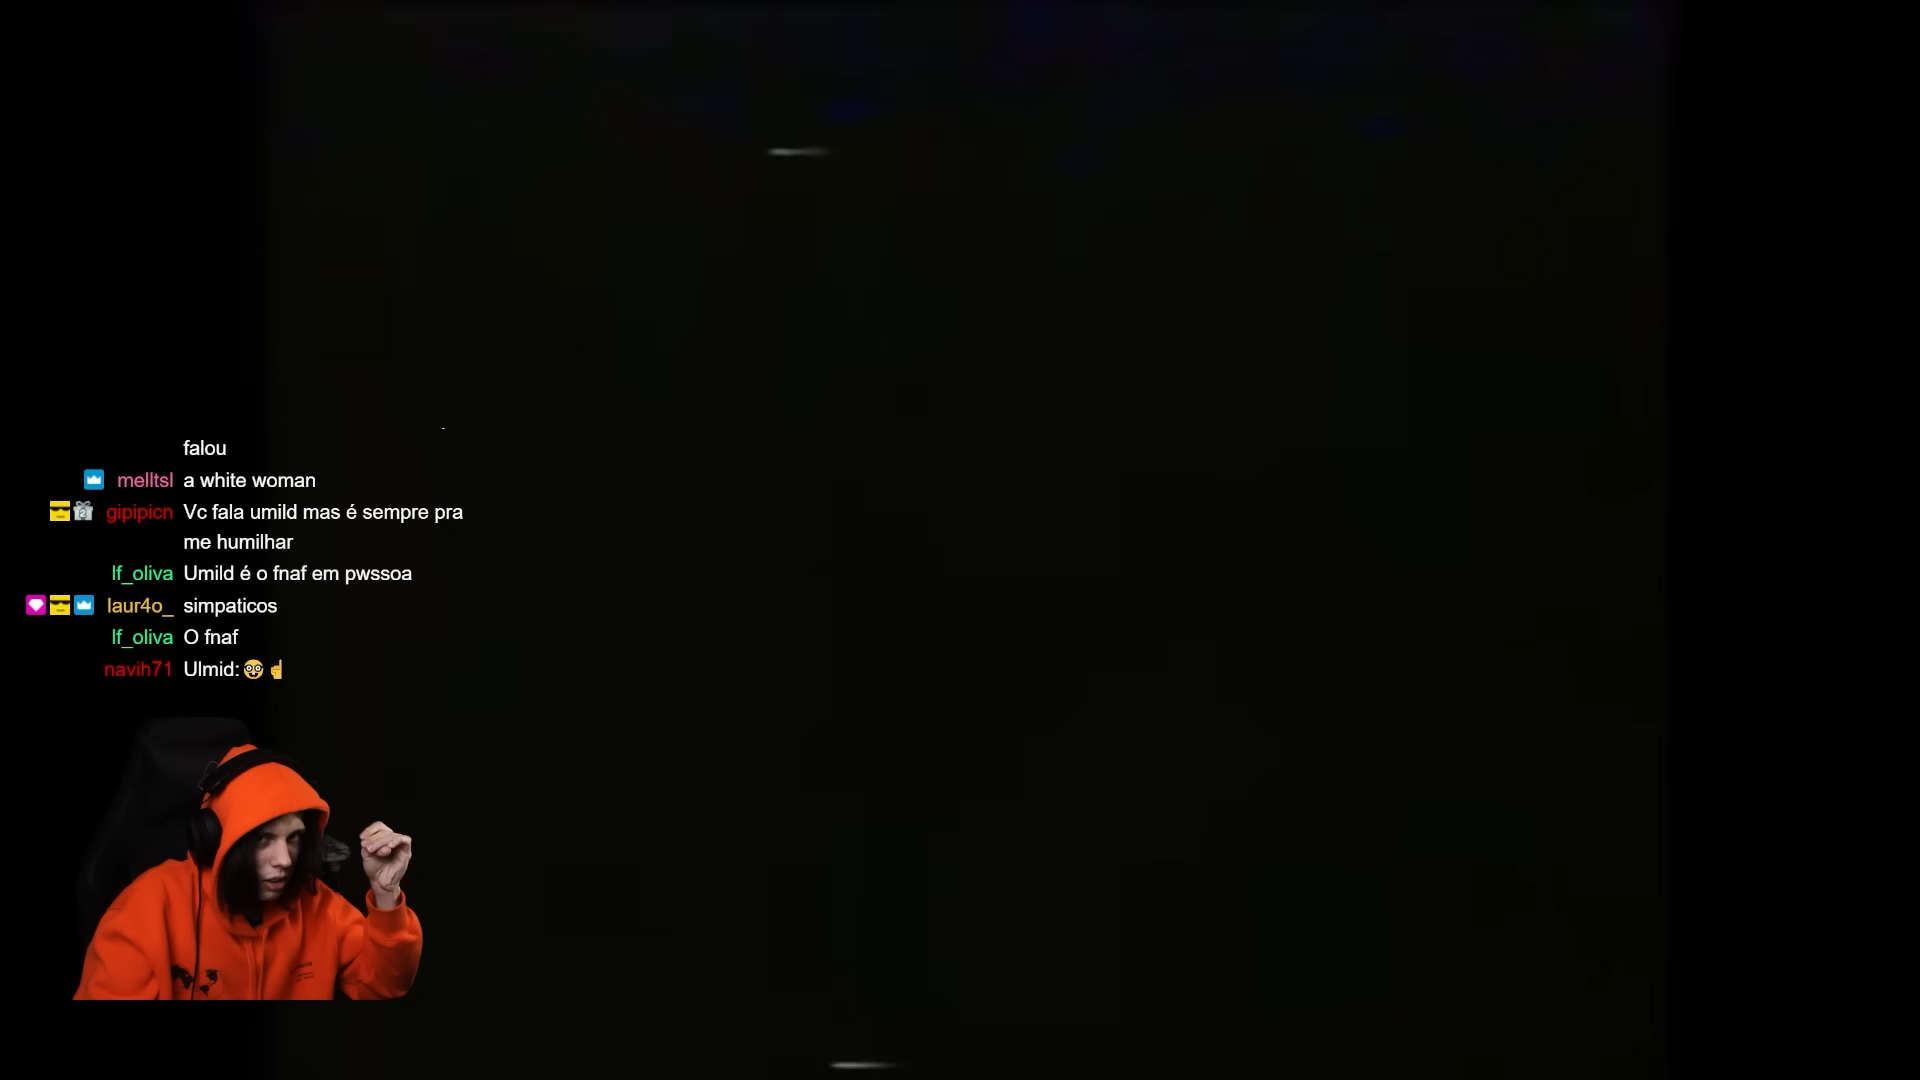 falou
melltsl a white woman
gipipicn Vc fala umild mas é sempre pra
me humilhar
lf_oliva Umild é o fnaf em pwssoa
laur4o_ simpaticos
lf_oliva O fnaf
navih71 Ulmid: 🤓☝